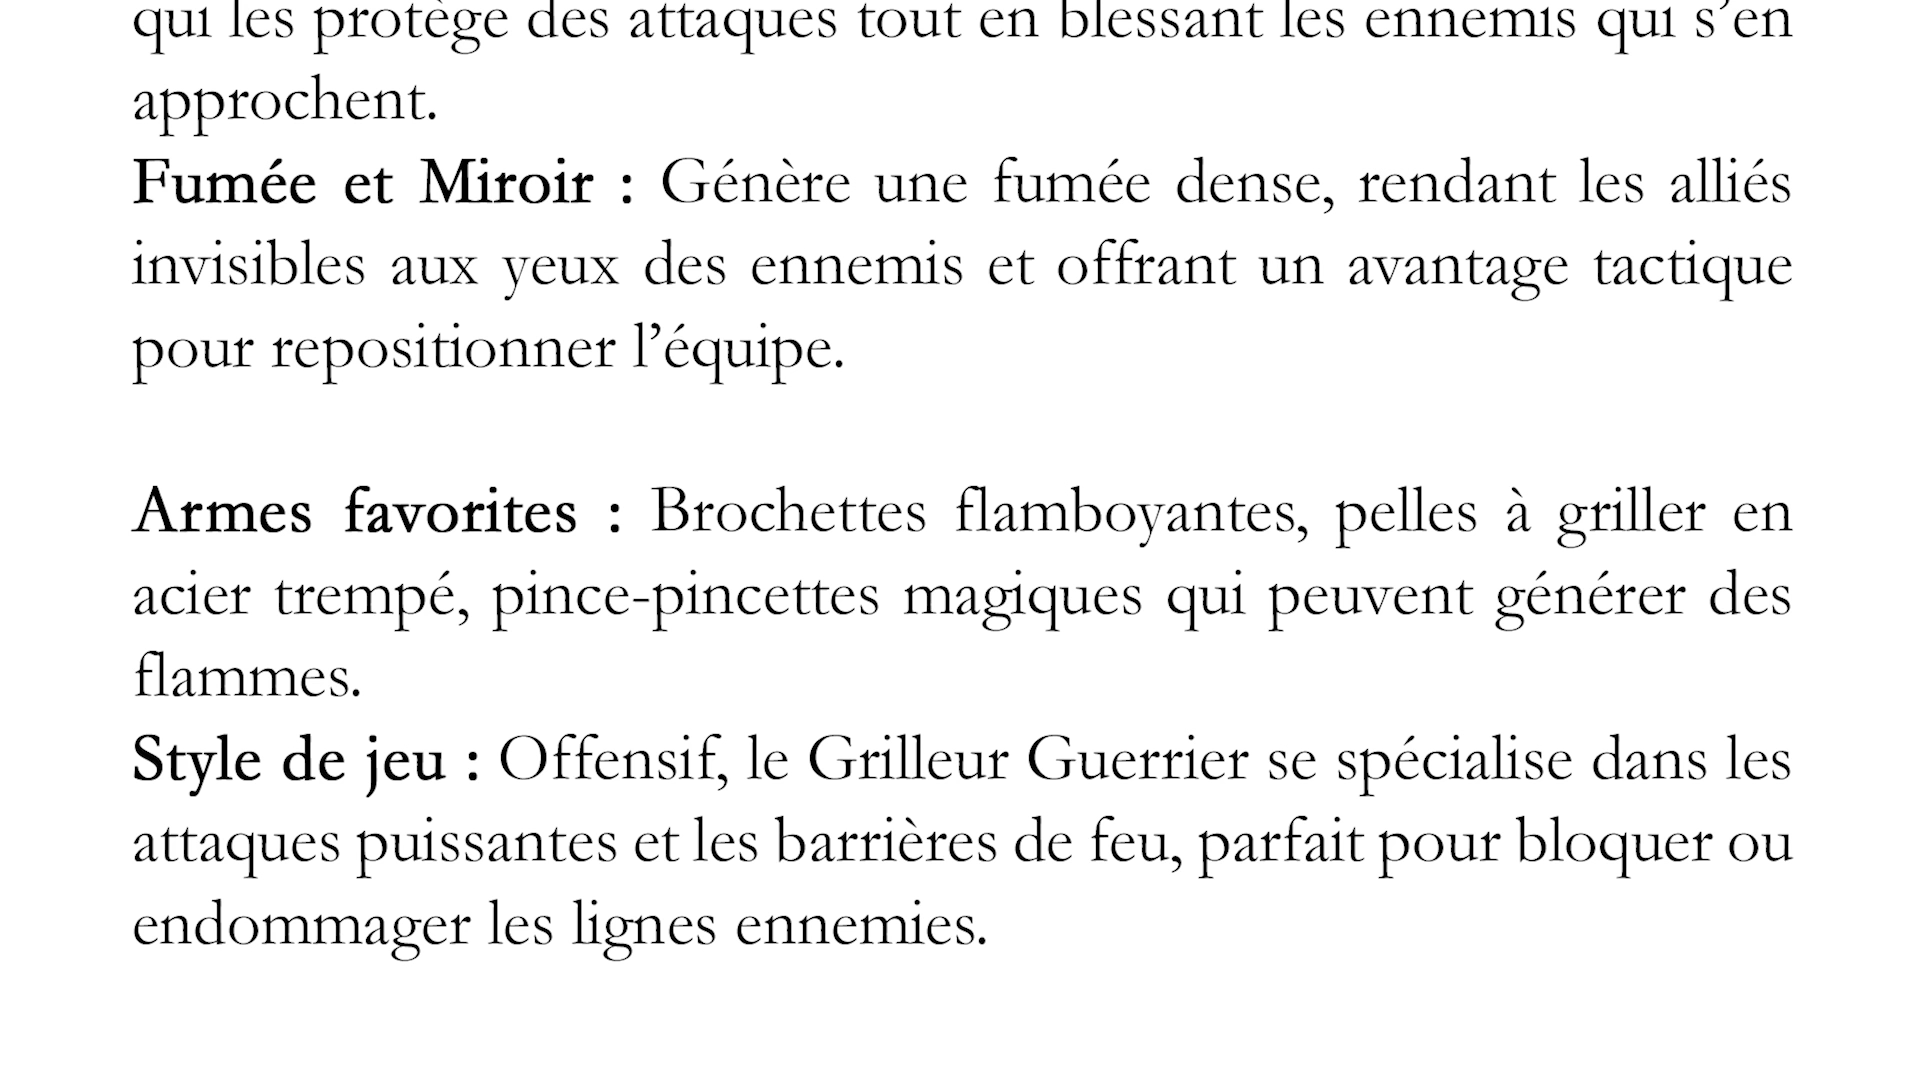 qui les protège des attaques tout en blessant les ennemis qui s’en
approchent.
Fumée et Miroir : Génère une fumée dense, rendant les alliés
invisibles aux yeux des ennemis et offrant un avantage tactique
pour repositionner l’équipe.
Armes favorites : Brochettes flamboyantes, pelles à griller en
acier trempé, pince-pincettes magiques qui peuvent générer des
flammes.
Style de jeu : Offensif, le Grilleur Guerrier se spécialise dans les
attaques puissantes et les barrières de feu, parfait pour bloquer ou
endommager les lignes ennemies.